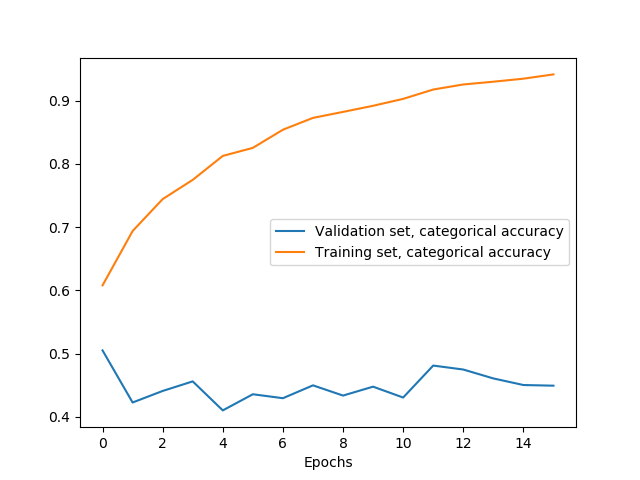 0.9
0.8
0.7
Validation set, categorical accuracy
Training set, categorical accuracy
0.6
0.5
0.4
0 2 4 6 8 10 12 14
Epochs